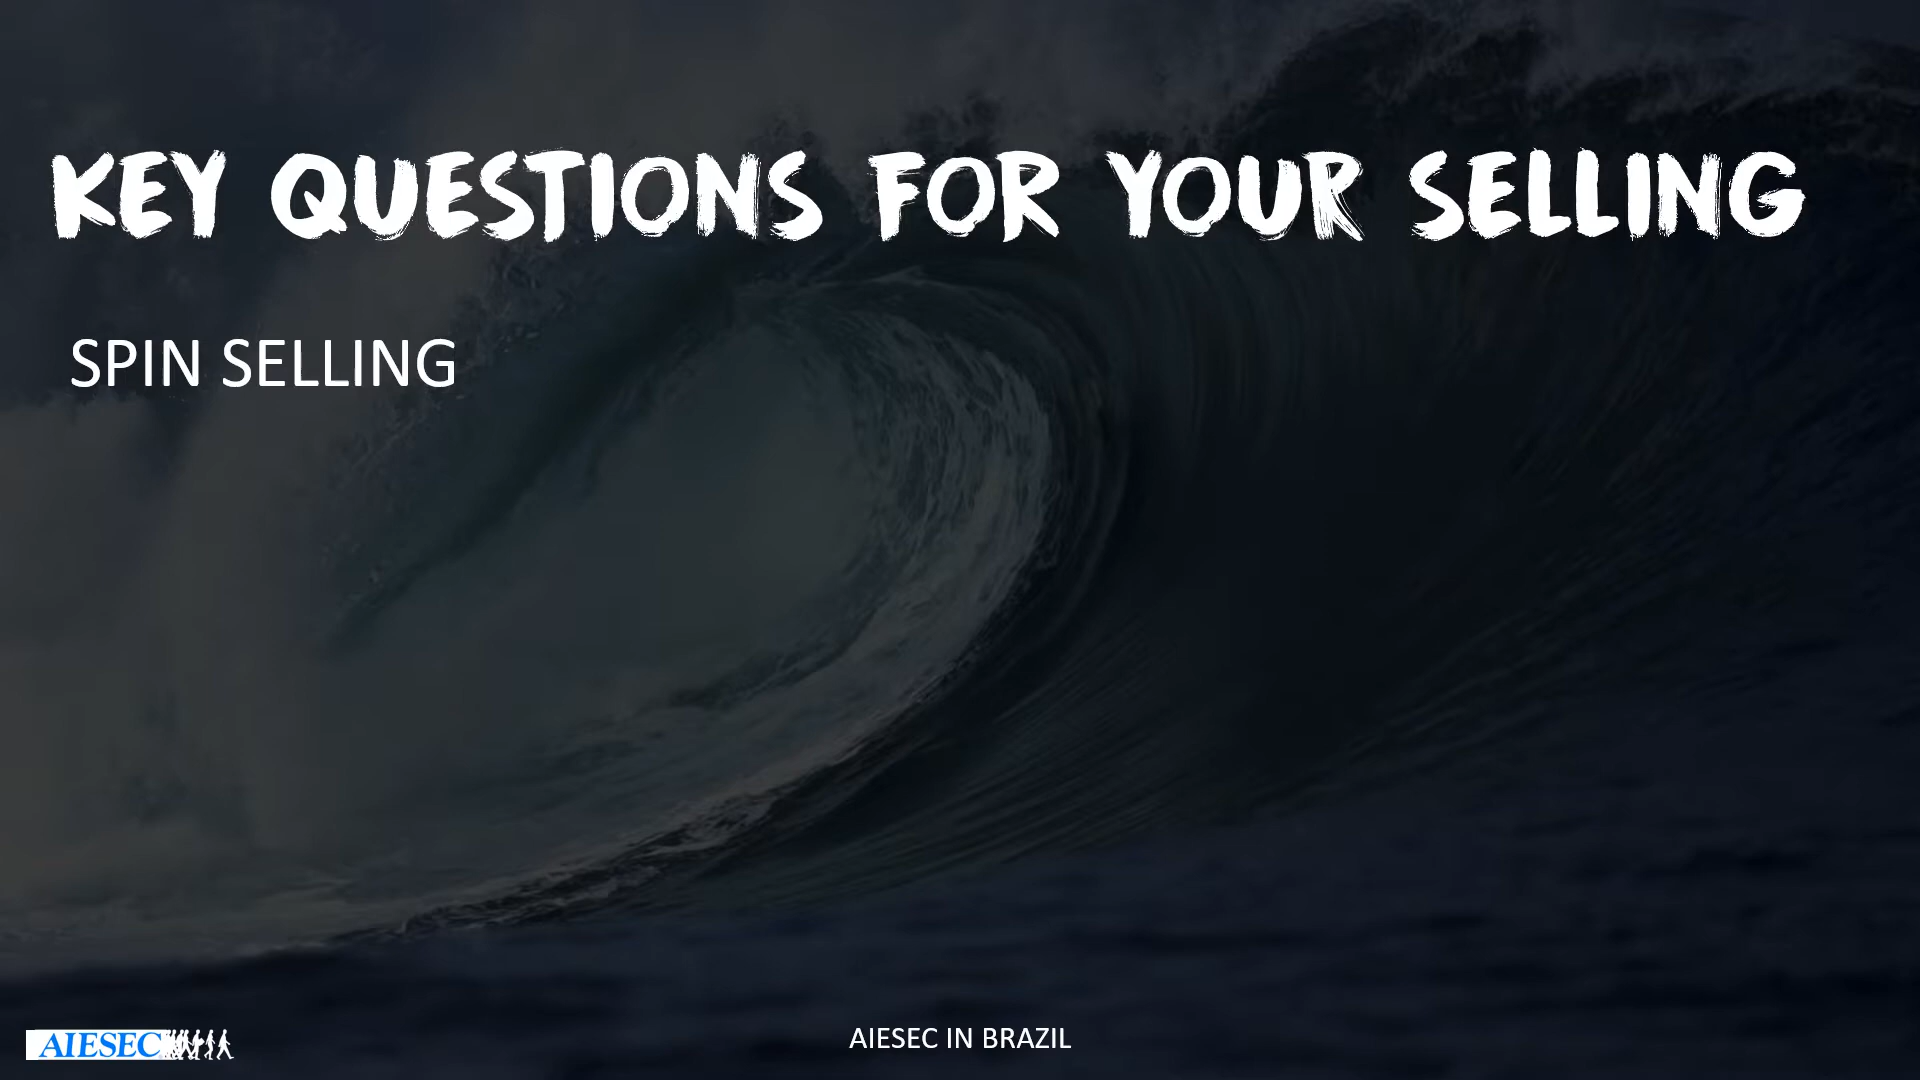 KEY QUESTIONS FOR YOUR SELLING
SPIN SELLING
AIESEC
AIESEC IN BRAZIL